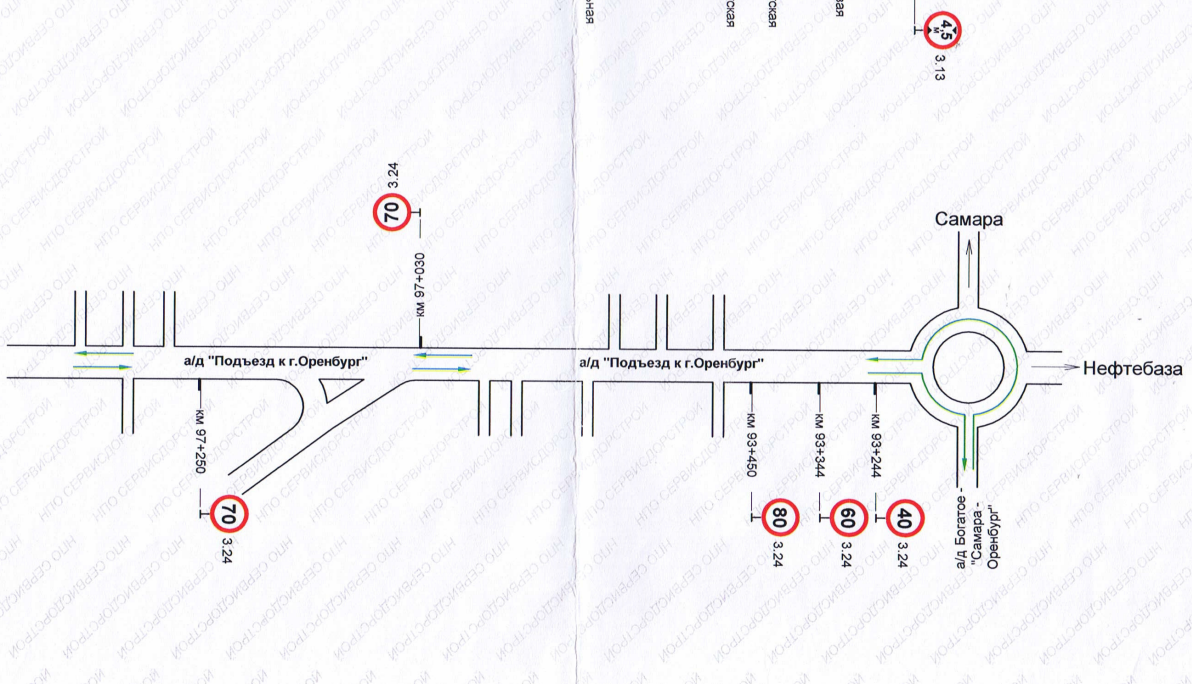 4,5
м
3.13
3.24
70
км 97+030
Самара
Нефтебаза
а/д "Подъезд к г.Оренбург"
а/д "Подъезд к г.Оренбург"
км 97+250
70
3.24
км 93+450
80
3.24
км 93+344
60
3.24
км 93+244
40
3.24
а/д Богатое -
"Самара -
Оренбург"
НПО СЕРВИСДОРСТРОЙ